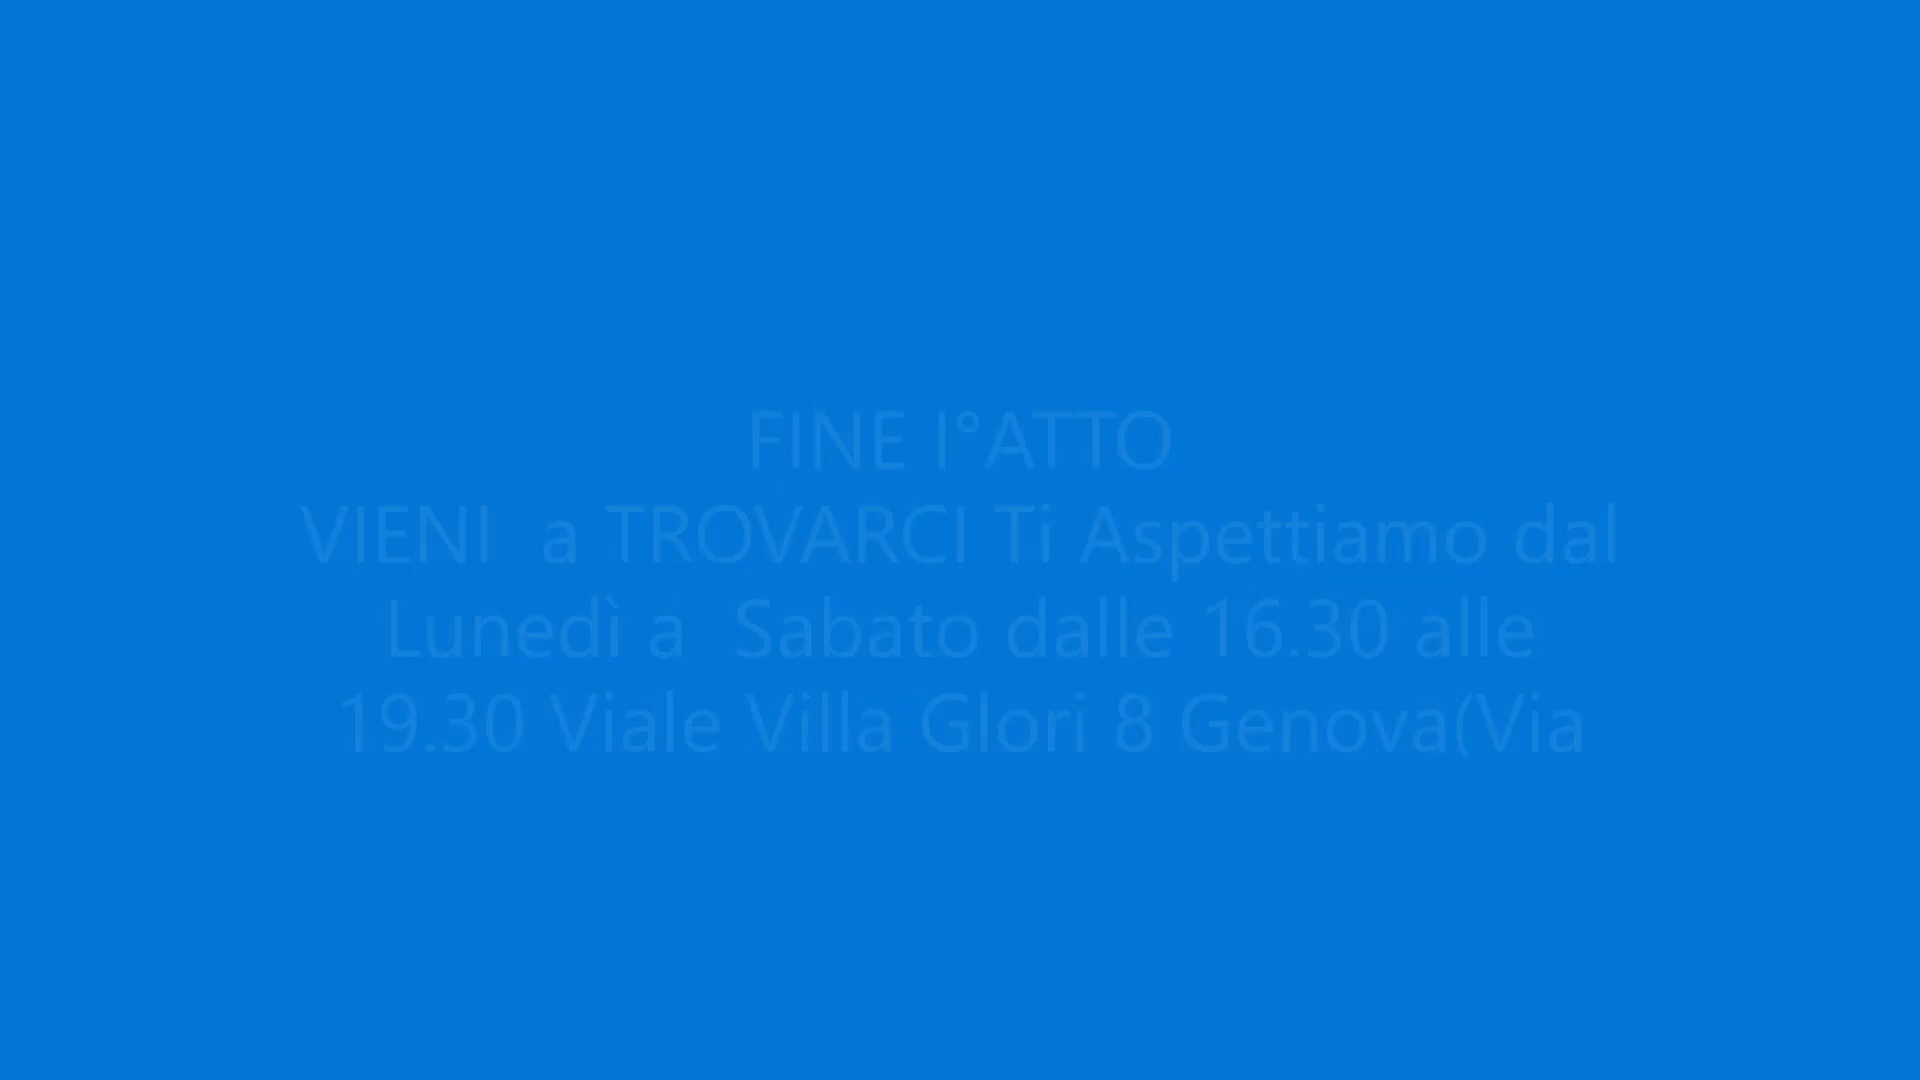 FINE I°ATTO
VIENI  a TROVARCI Ti Aspettiamo dal
Lunedì a  Sabato dalle 16.30 alle
19.30 Viale Villa Glori 8 Genova(Via